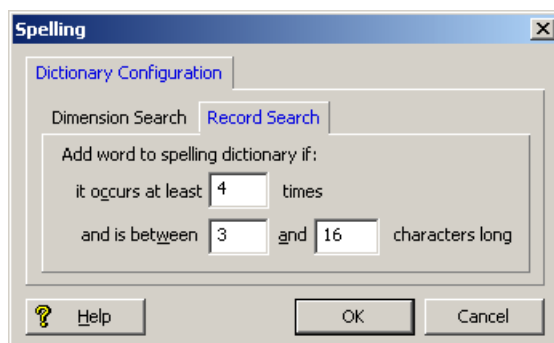 Spelling
Dictionary Configuration
Dimension Search Record Search
Add word to spelling dictionary if:
it occurs at least 4 times
and is between 3 and 16 characters long
? Help OK Cancel